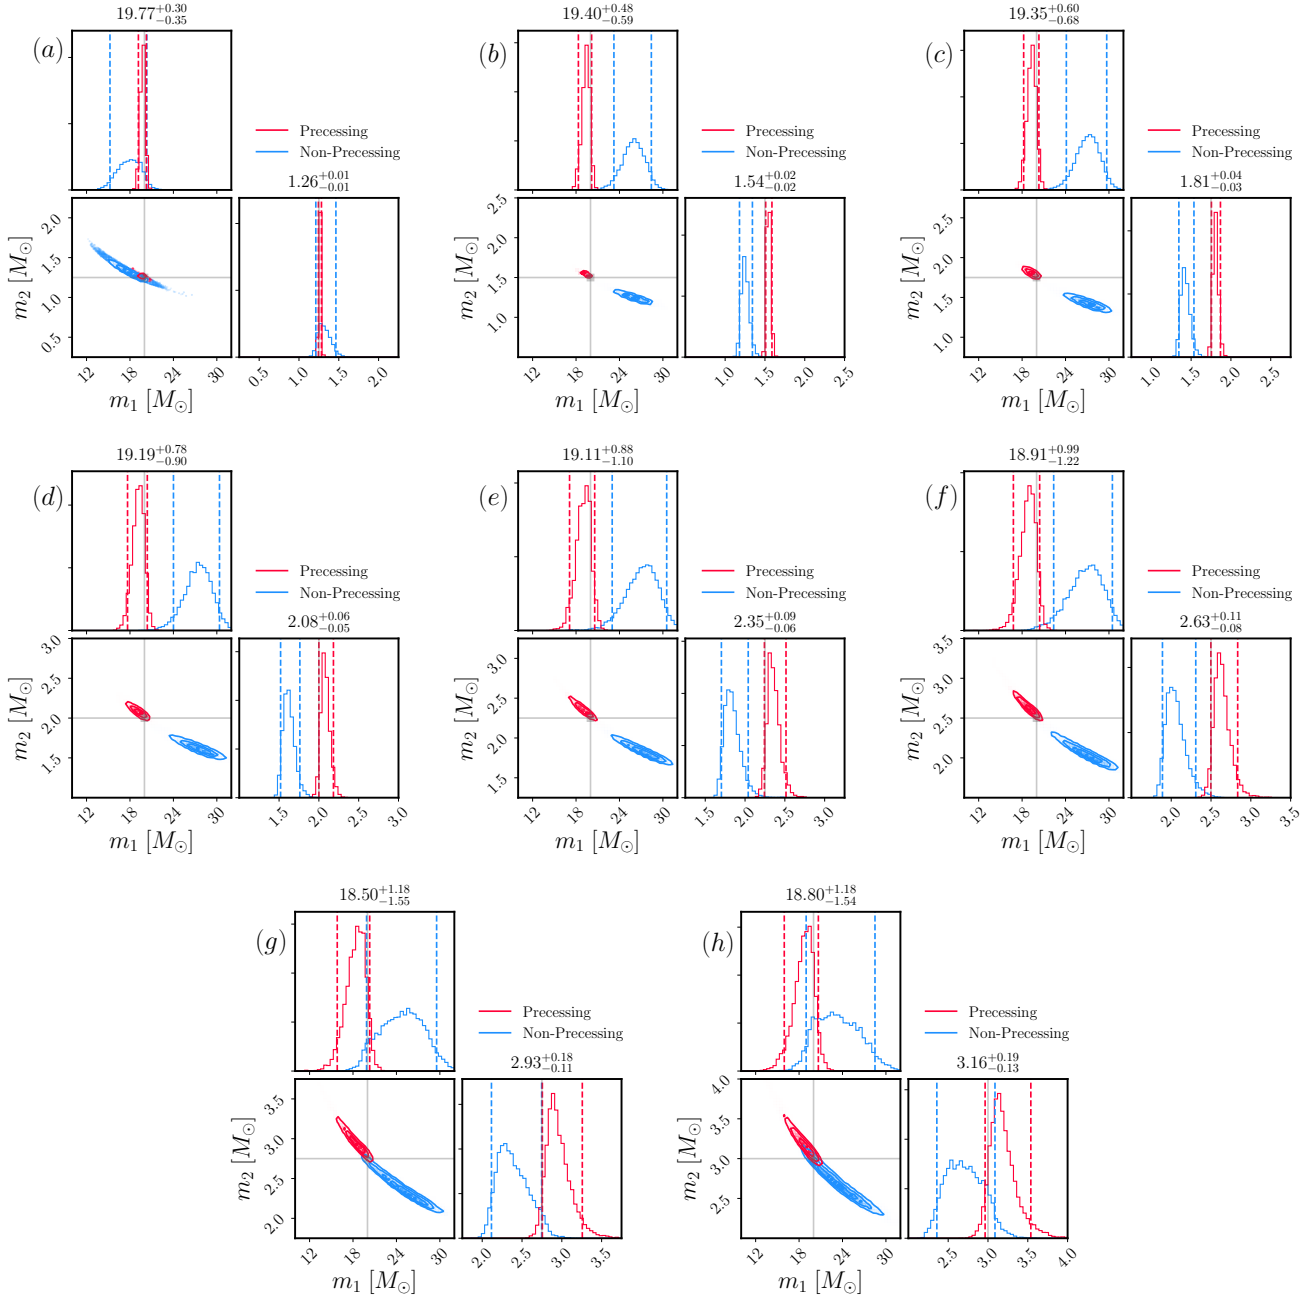 19.77^{+0.30}_{-0.35}
(a)
Precessing
Non-Precessing
1.26^{+0.01}_{-0.01}
m_2 [M_⊙]
2.0
1.5
1.0
0.5
12 18 24 30
m_1 [M_⊙]
0.5 1.0 1.5 2.0
19.40^{+0.48}_{-0.59}
(b)
Precessing
Non-Precessing
1.54^{+0.02}_{-0.02}
m_2 [M_⊙]
2.5
2.0
1.5
1.0
12 18 24 30
m_1 [M_⊙]
1.0 1.5 2.0 2.5
19.35^{+0.60}_{-0.68}
(c)
Precessing
Non-Precessing
1.81^{+0.04}_{-0.03}
m_2 [M_⊙]
2.5
2.0
1.5
1.0
12 18 24 30
m_1 [M_⊙]
1.0 1.5 2.0 2.5
19.19^{+0.78}_{-0.90}
(d)
Precessing
Non-Precessing
2.08^{+0.06}_{-0.05}
m_2 [M_⊙]
3.0
2.5
2.0
1.5
12 18 24 30
m_1 [M_⊙]
1.5 2.0 2.5 3.0
19.11^{+0.88}_{-1.10}
(e)
Precessing
Non-Precessing
2.35^{+0.09}_{-0.06}
m_2 [M_⊙]
3.0
2.5
2.0
1.5
12 18 24 30
m_1 [M_⊙]
1.5 2.0 2.5 3.0
18.91^{+0.99}_{-1.22}
(f)
Precessing
Non-Precessing
2.63^{+0.11}_{-0.08}
m_2 [M_⊙]
3.5
3.0
2.5
2.0
12 18 24 30
m_1 [M_⊙]
2.0 2.5 3.0 3.5
18.50^{+1.18}_{-1.55}
(g)
Precessing
Non-Precessing
2.93^{+0.18}_{-0.11}
m_2 [M_⊙]
3.5
3.0
2.5
2.0
12 18 24 30
m_1 [M_⊙]
2.0 2.5 3.0 3.5
18.80^{+1.18}_{-1.54}
(h)
Precessing
Non-Precessing
3.16^{+0.19}_{-0.13}
m_2 [M_⊙]
4.0
3.5
3.0
2.5
12 18 24 30
m_1 [M_⊙]
2.5 3.0 3.5 4.0